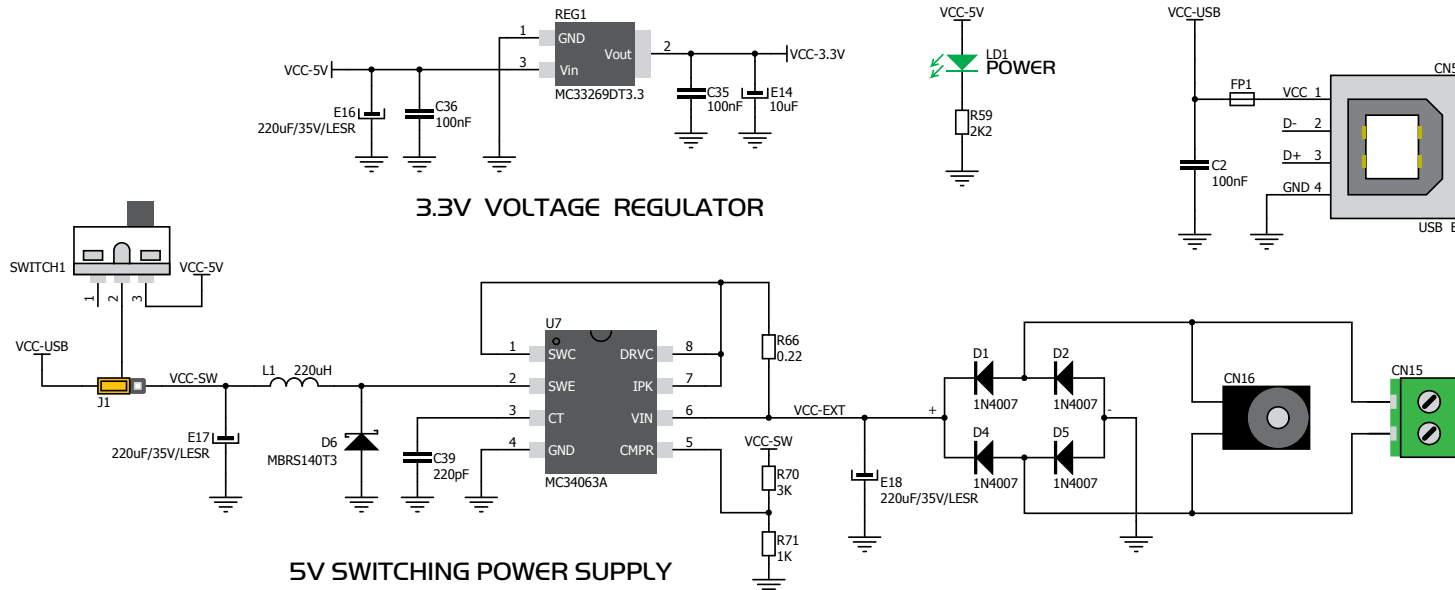 REG1
1
GND
Vout
2
VCC-3.3V
VCC-5V
3
Vin
MC33269DT3.3
E16
220uF/35V/LESR
C36
100nF
C35
100nF
E14
10uF
3.3V VOLTAGE REGULATOR
VCC-5V
LD1
POWER
R59
2K2
VCC-USB
FP1
CN5
VCC 1
D- 2
D+ 3
GND 4
C2
100nF
USB B
SWITCH1
1
2
3
VCC-5V
VCC-USB
J1
VCC-SW
L1
220uH
E17
220uF/35V/LESR
D6
MBRS140T3
C39
220pF
U7
1
SWC
DRVC
8
2
SWE
IPK
7
3
CT
VIN
6
4
GND
CMPR
5
MC34063A
R66
0.22
VCC-EXT
VCC-SW
R70
3K
R71
1K
E18
220uF/35V/LESR
+
-
D1
1N4007
D2
1N4007
D4
1N4007
D5
1N4007
CN16
CN15
5V SWITCHING POWER SUPPLY